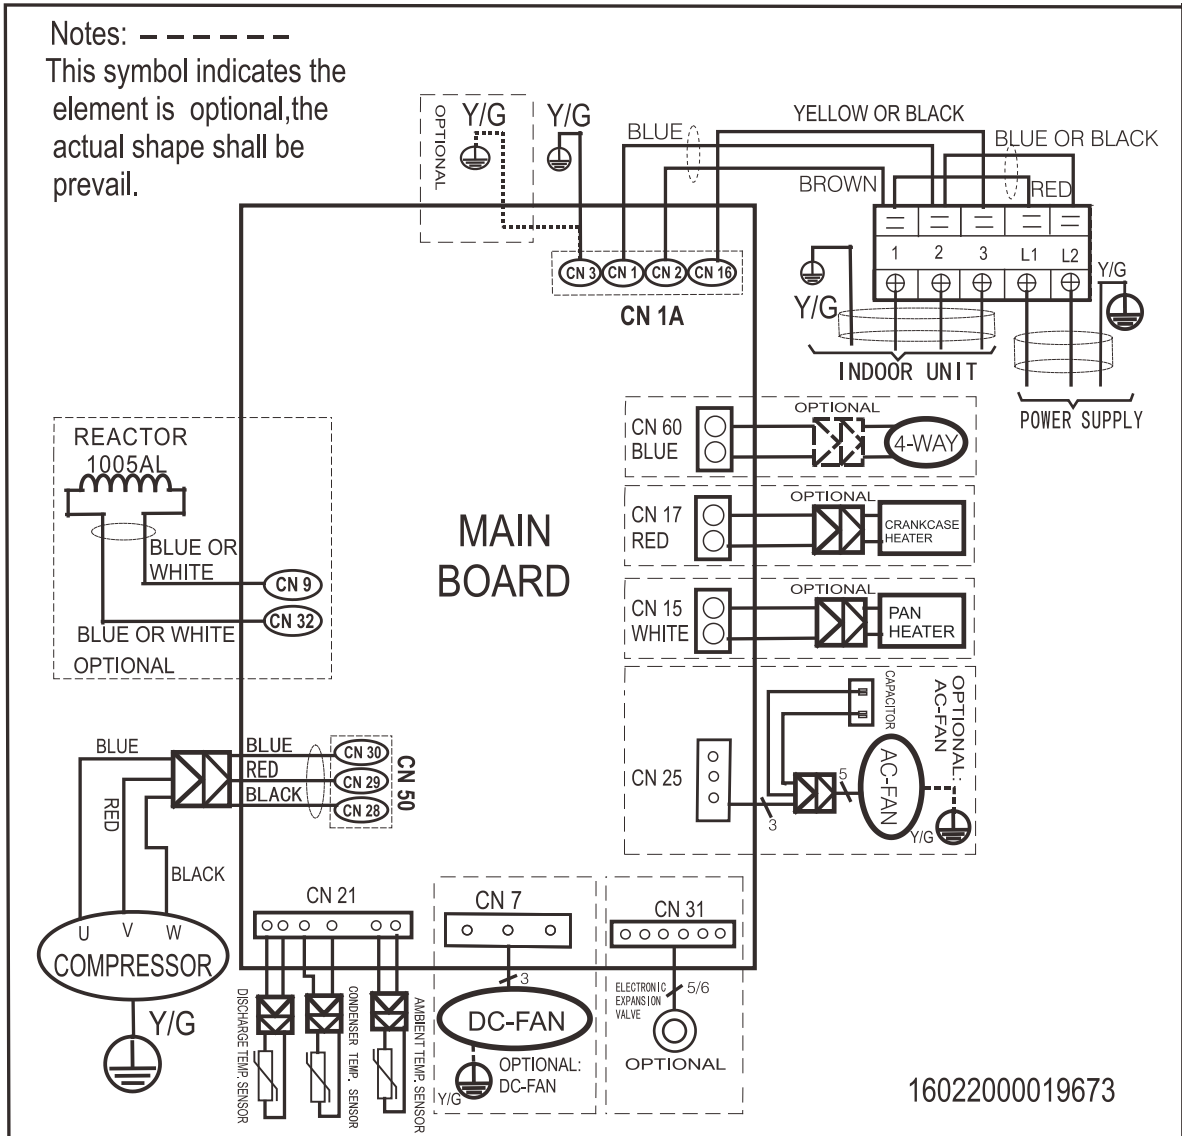 Notes: – – – – – –
This symbol indicates the
element is optional,the
actual shape shall be
prevail.
OPTIONAL
Y/G
Y/G
BLUE
YELLOW OR BLACK
BLUE OR BLACK
BROWN
RED
1
2
3
L1
L2
Y/G
Y/G
INDOOR UNIT
POWER SUPPLY
CN 3
CN 1
CN 2
CN 16
CN 1A
REACTOR
1005AL
BLUE OR
WHITE
CN 9
CN 32
BLUE OR WHITE
OPTIONAL
MAIN
BOARD
CN 60
BLUE
OPTIONAL
4-WAY
CN 17
RED
OPTIONAL
CRANKCASE
HEATER
CN 15
WHITE
OPTIONAL
PAN
HEATER
CN 25
3
5
CAPACITOR
AC-FAN
OPTIONAL:
AC-FAN
Y/G
BLUE
BLUE
RED
BLACK
CN 30
CN 29
CN 28
CN 50
RED
BLACK
U
V
W
COMPRESSOR
Y/G
CN 21
DISCHARGE TEMP. SENSOR
CONDENSER TEMP. SENSOR
AMBIENT TEMP. SENSOR
CN 7
3
DC-FAN
OPTIONAL:
DC-FAN
Y/G
CN 31
ELECTRONIC
EXPANSION
VALVE
5/6
OPTIONAL
16022000019673